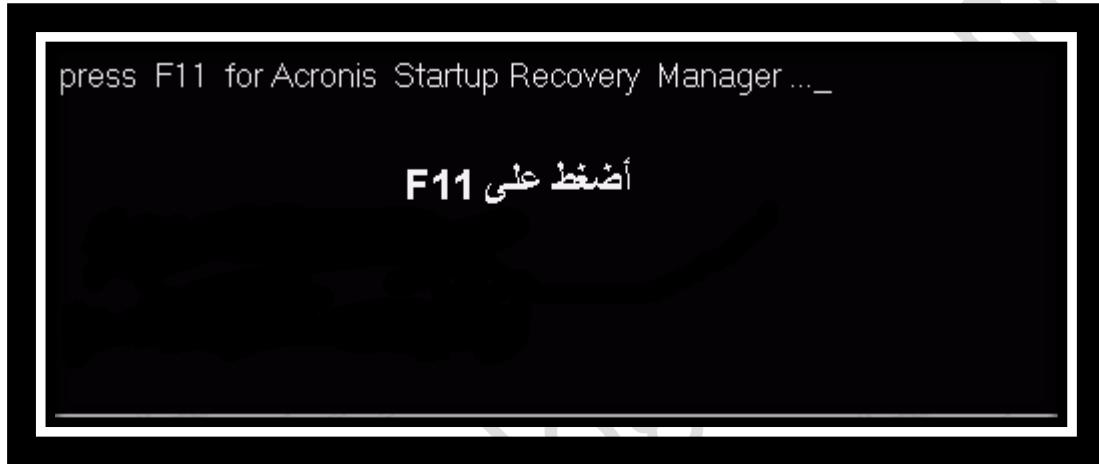 press F11 for Acronis Startup Recovery Manager ..._
أضغط على F11